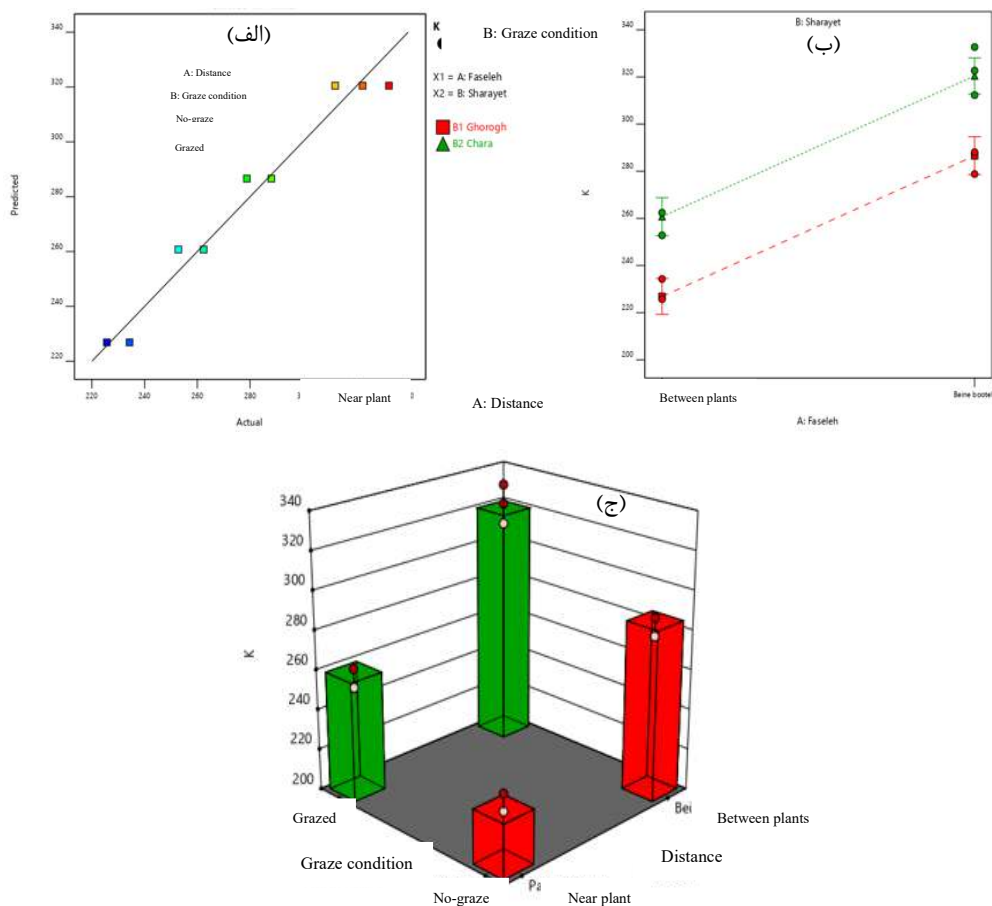 (الف)
A: Distance
B: Graze condition
No-graze
Grazed
340
320
300
280
260
240
220
Predicted
220
240
260
280
Near plant
Actual
K
X1 = A: Faseleh
X2 = B: Sharayet
B1 Ghorogh
B2 Chara
B: Graze condition
B: Sharayet
(ب)
340
320
300
280
260
240
220
200
K
A: Distance
Between plants
A: Faseleh
(ج)
340
320
300
280
260
240
220
200
K
Grazed
Graze condition
No-graze
Pa
Near plant
Bei
Between plants
Distance